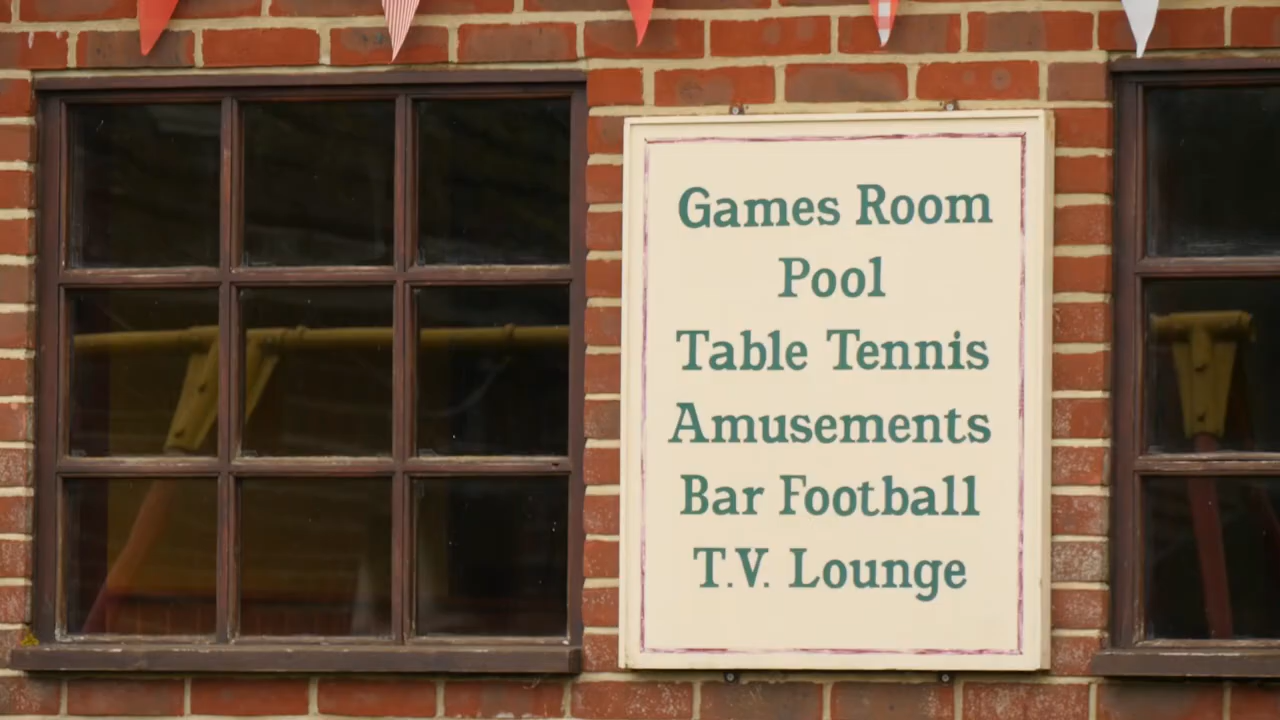 Games Room
Pool
Table Tennis
Amusements
Bar Football
T.V. Lounge